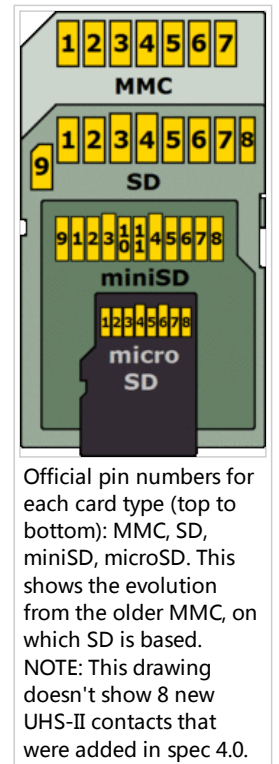 1 2 3 4 5 6 7
MMC
1 2 3 4 5 6 7 8
9
SD
9 1 2 3 10 11 4 5 6 7 8
miniSD
1 2 3 4 5 6 7 8
micro
SD
Official pin numbers for
each card type (top to
bottom): MMC, SD,
miniSD, microSD. This
shows the evolution
from the older MMC, on
which SD is based.
NOTE: This drawing
doesn't show 8 new
UHS-II contacts that
were added in spec 4.0.